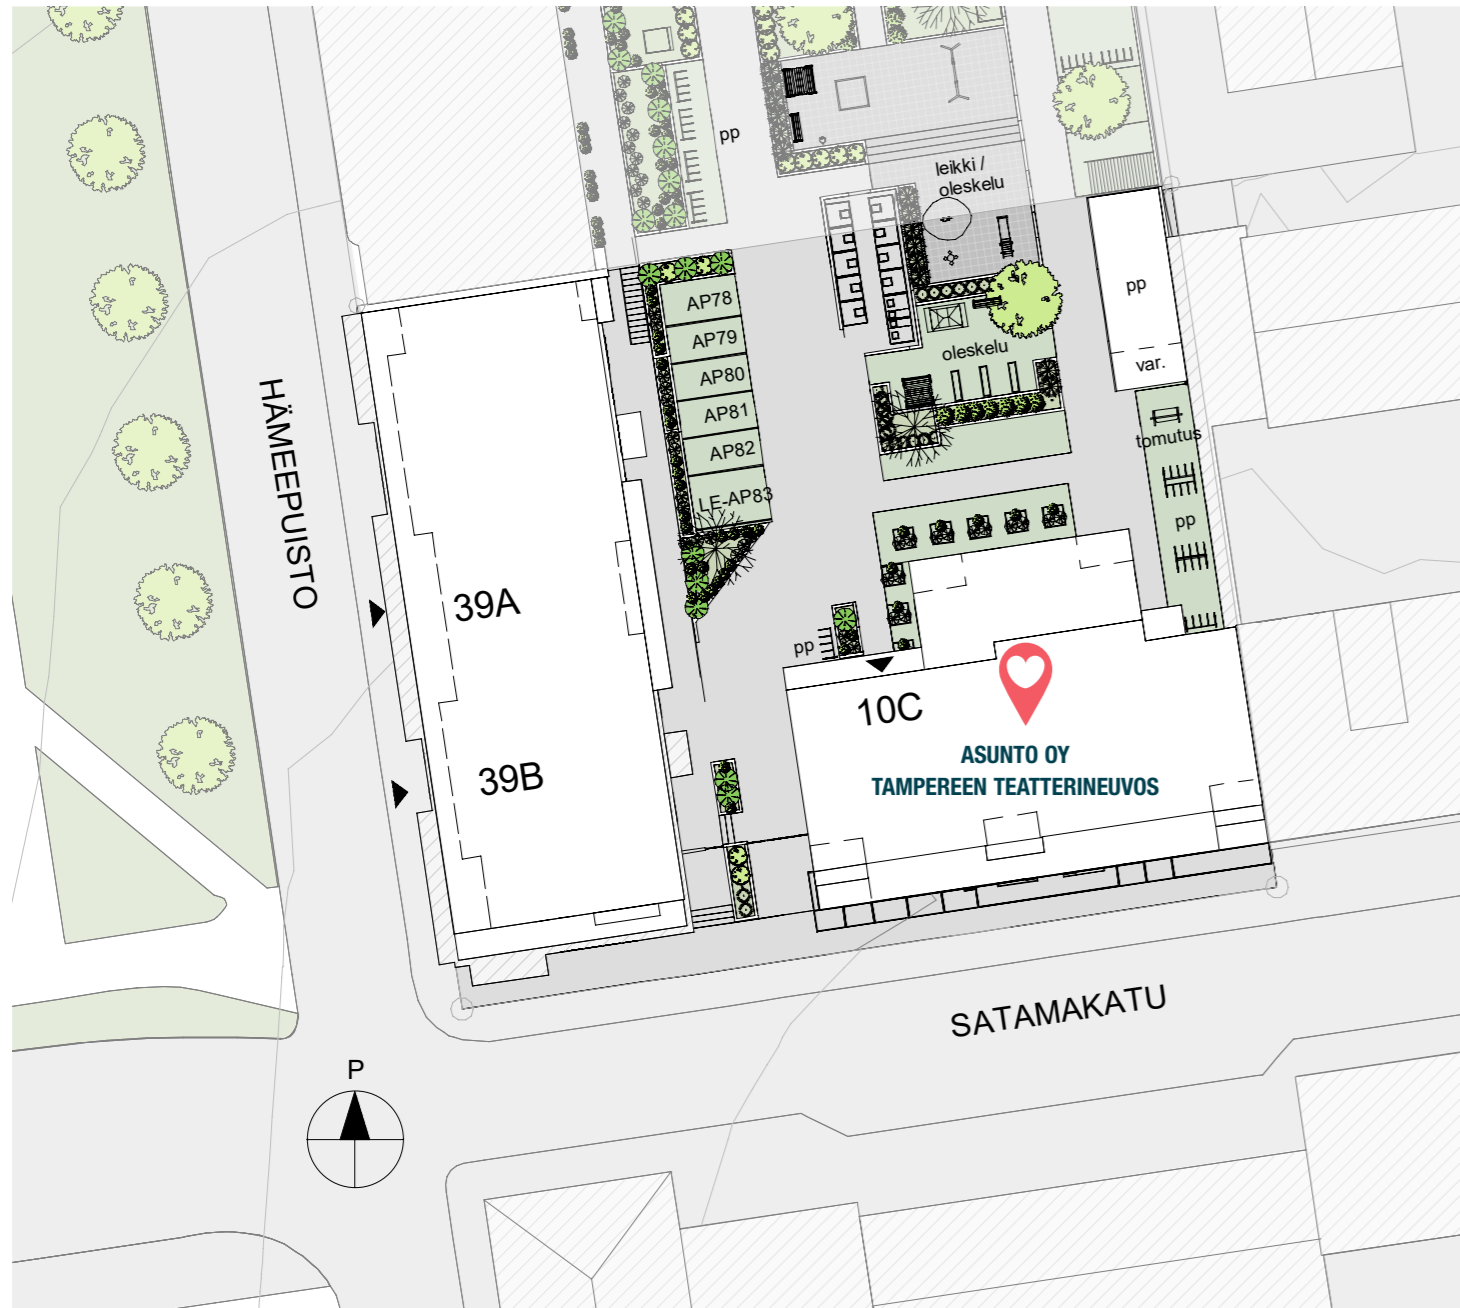 pp
leikki /
oleskelu
pp
AP78
AP79
AP80
AP81
AP82
LE-AP83
oleskelu
var.
tomutus
pp
HÄMEEPUISTO
39A
39B
pp
10C
ASUNTO OY
TAMPEREEN TEATTERINEUVOS
SATAMAKATU
P